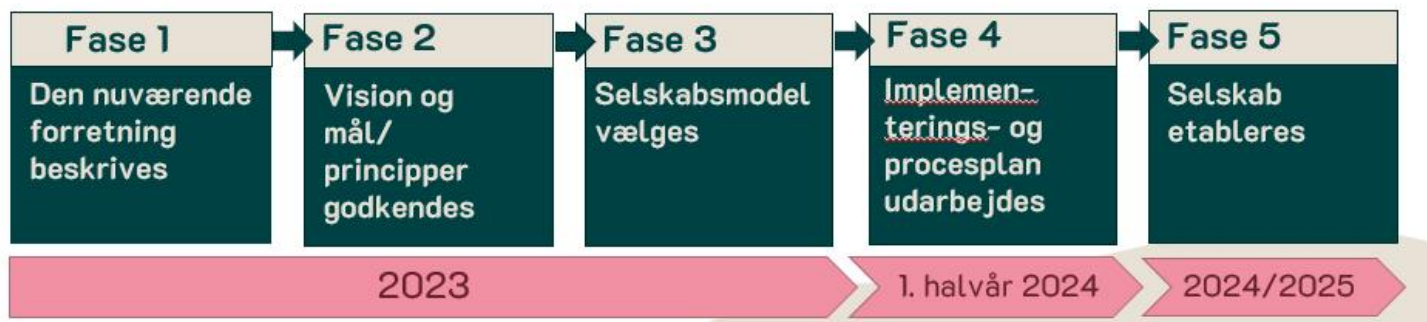 Fase 1
Den nuværende
forretning
beskrives
Fase 2
Vision og
mål/
principper
godkendes
Fase 3
Selskabsmodel
vælges
Fase 4
Implemen-
terings- og
procesplan
udarbejdes
Fase 5
Selskab
etableres
2023
1. halvår 2024
2024/2025